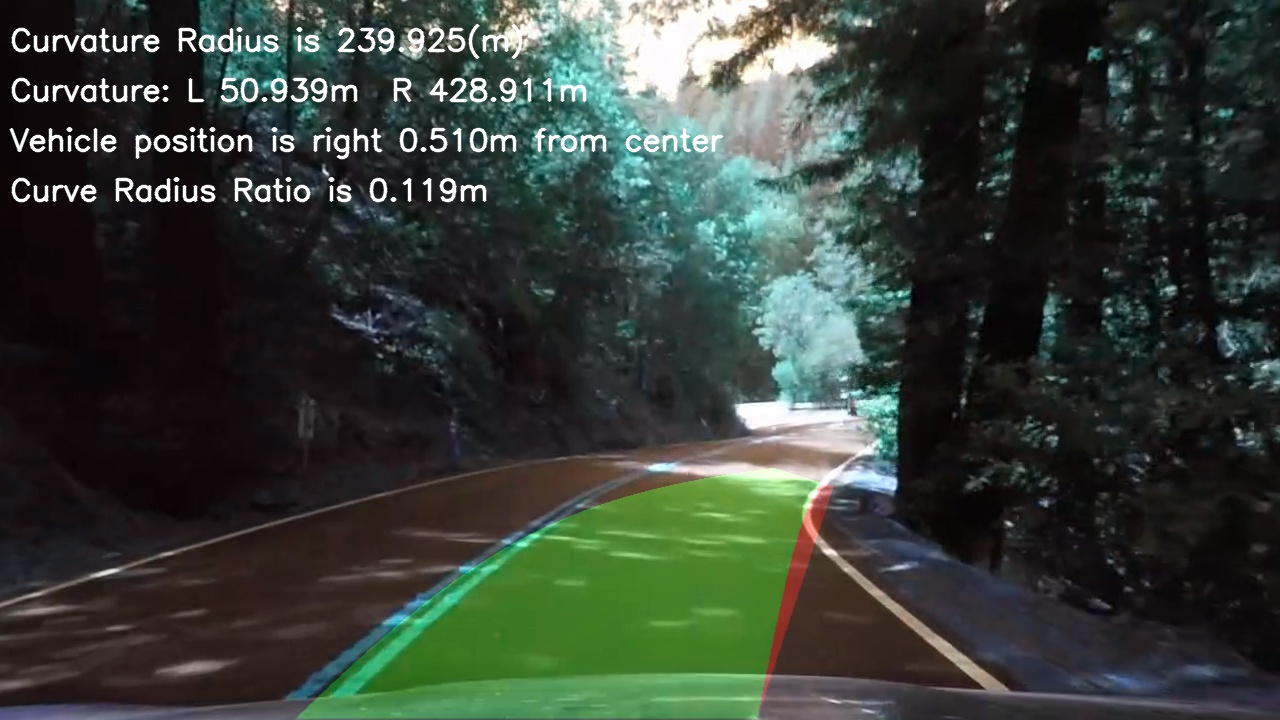 Curvature Radius is 239.925(m)
Curvature: L 50.939m R 428.911m
Vehicle position is right 0.510m from center
Curve Radius Ratio is 0.119m